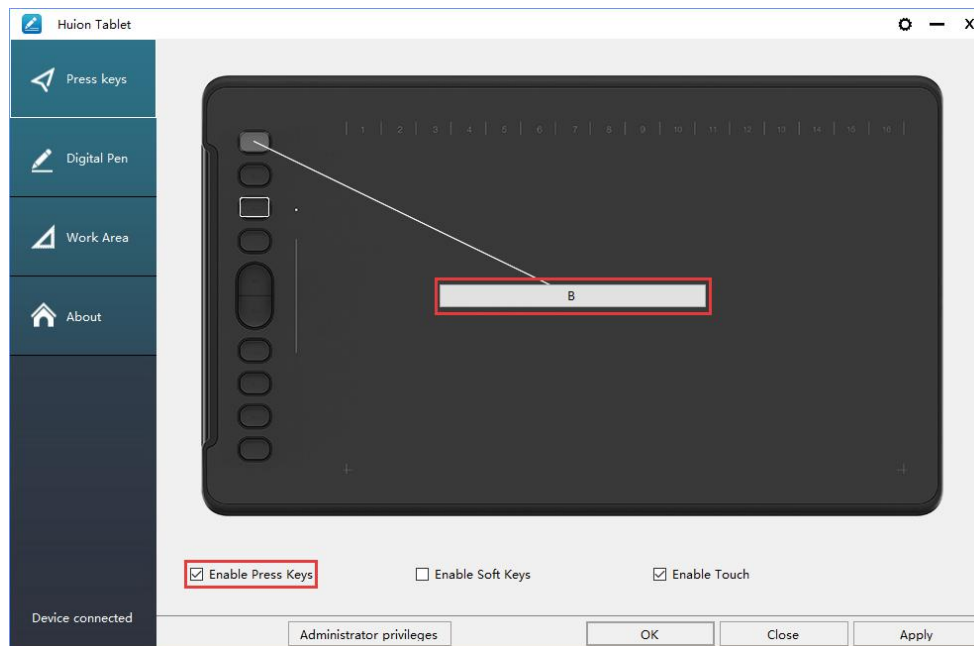 Huion Tablet
X
Press keys
Digital Pen
Work Area
About
1 2 3 4 5 6 7 8 9 10 11 12 13 14 15 16
B
Enable Press Keys
Enable Soft Keys
Enable Touch
Device connected
Administrator privileges
OK
Close
Apply